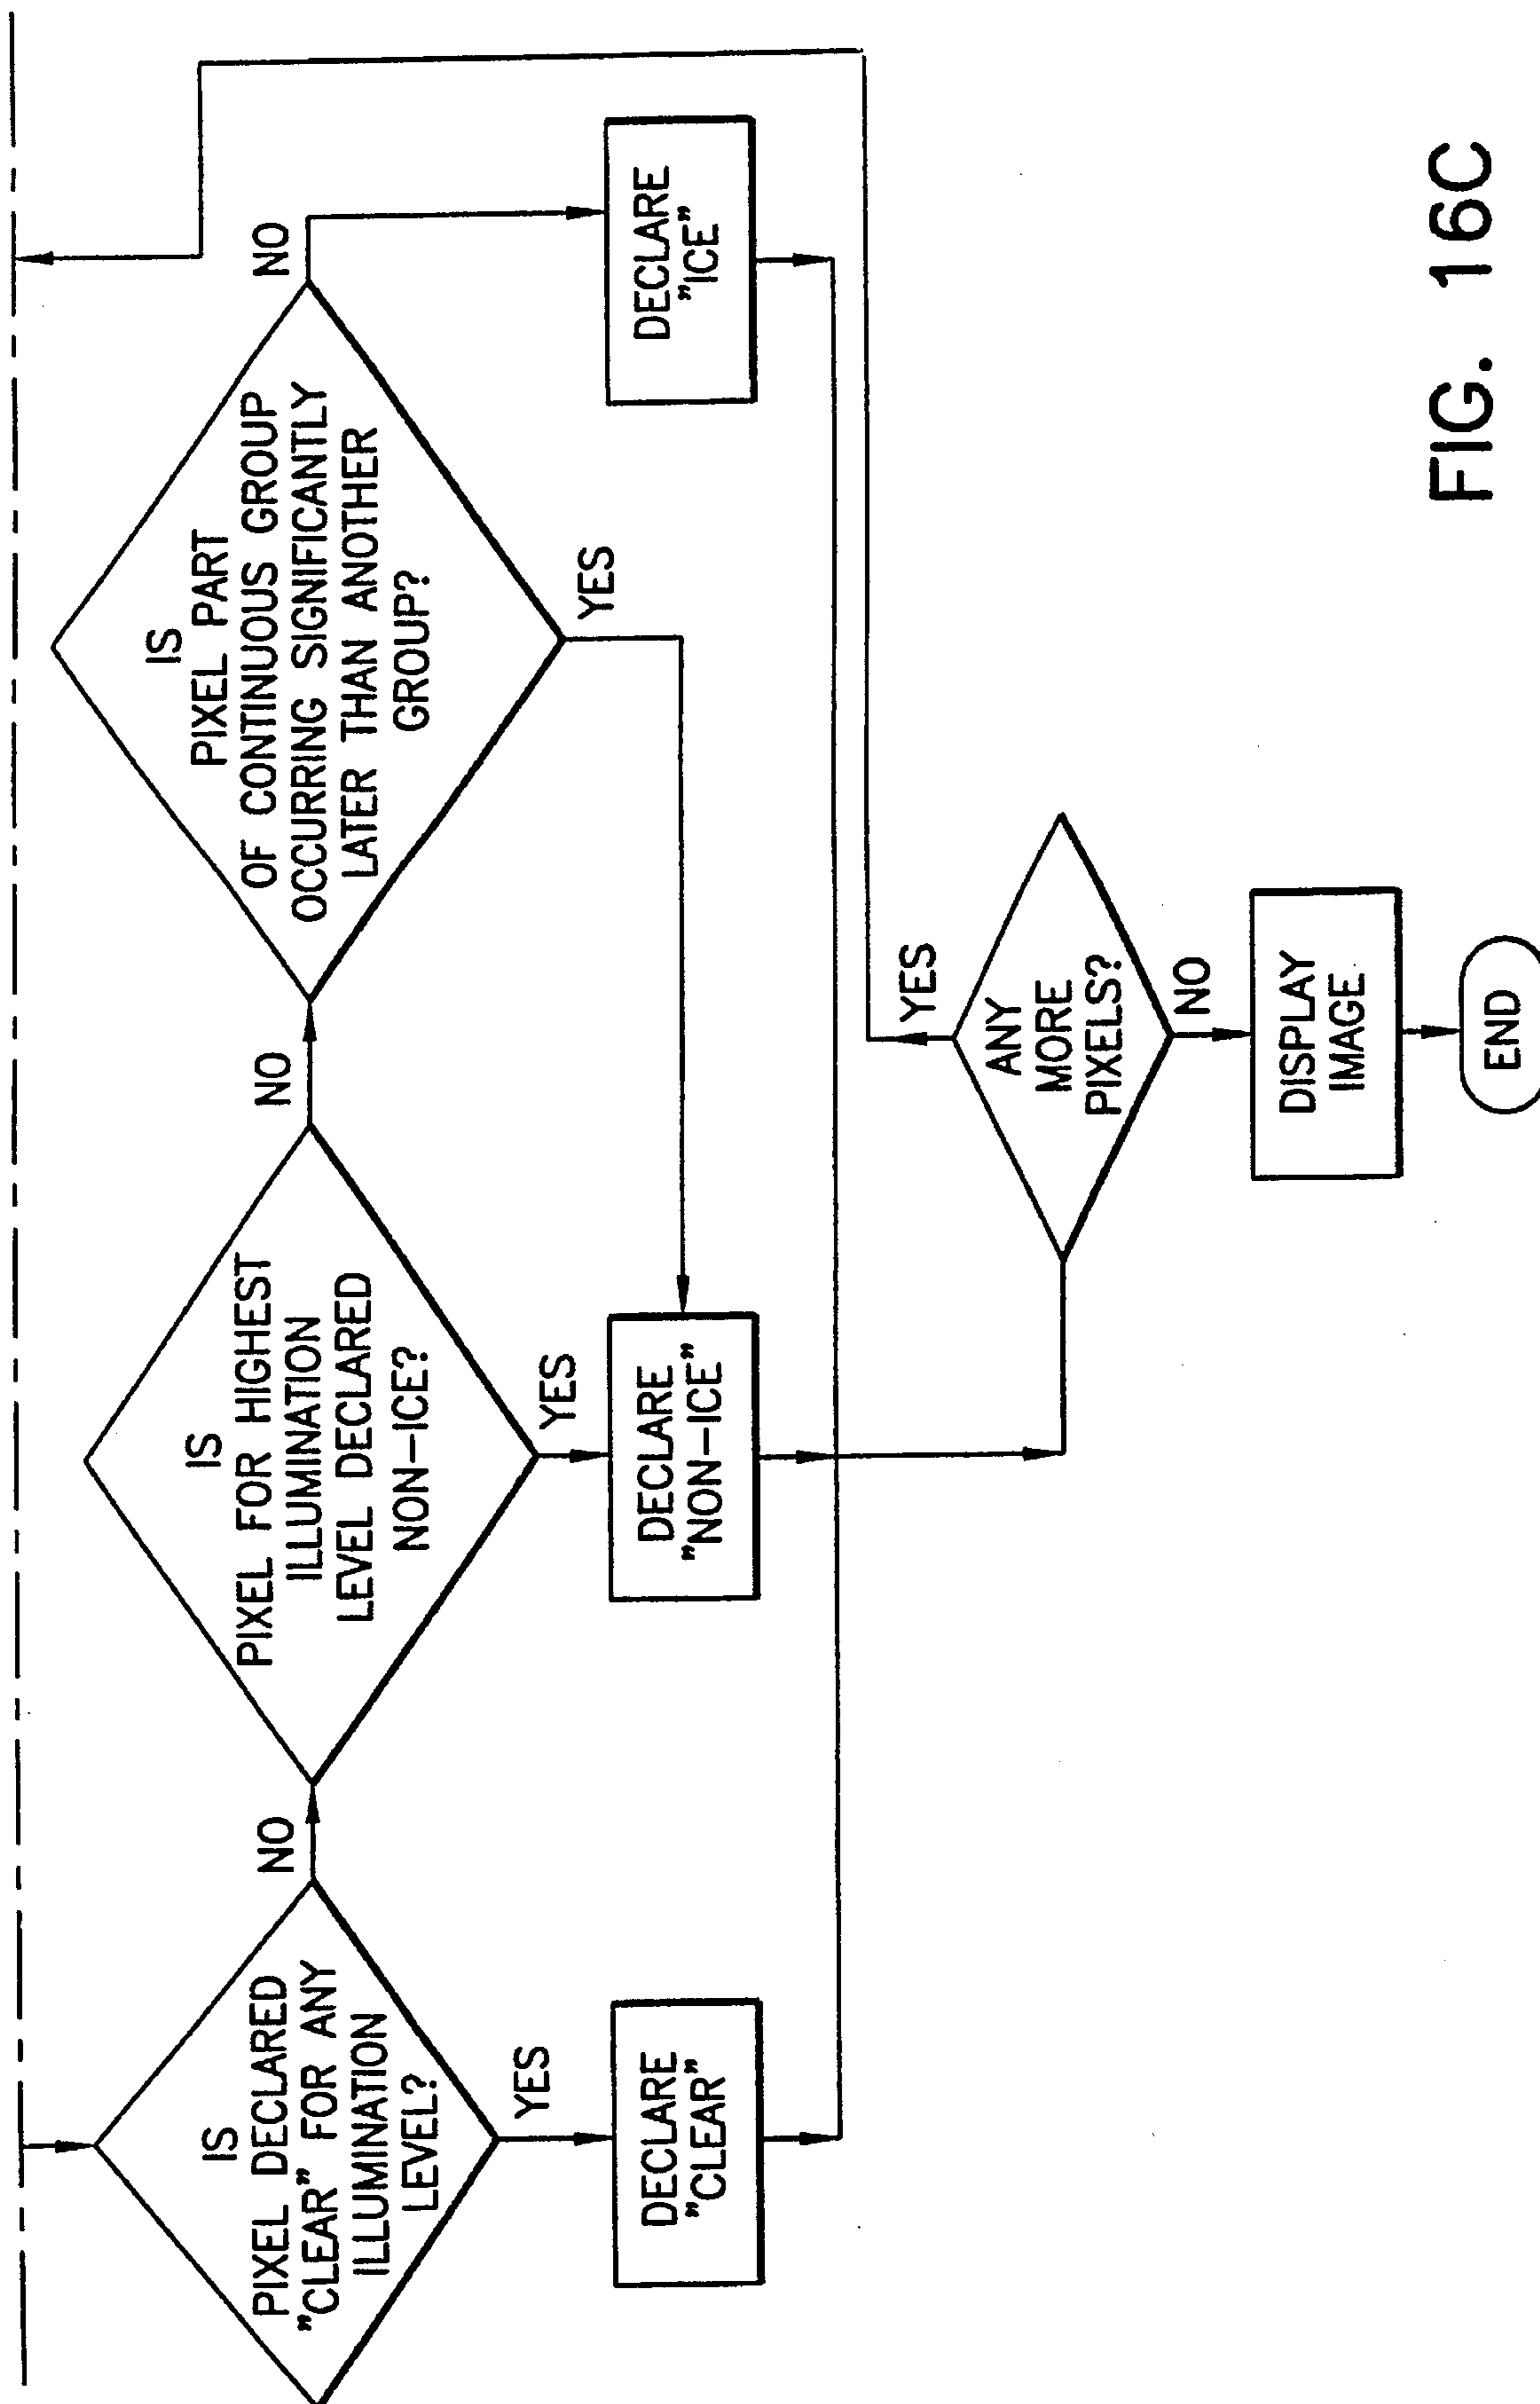 IS
PIXEL DECLARED
"CLEAR" FOR ANY
ILLUMINATION
LEVEL?
NO
YES
DECLARE
"CLEAR"
IS
PIXEL FOR HIGHEST
ILLUMINATION
LEVEL DECLARED
NON-ICE?
NO
YES
DECLARE
"NON-ICE"
IS
PIXEL PART
OF CONTINUOUS GROUP
OCCURRING SIGNIFICANTLY
LATER THAN ANOTHER
GROUP?
NO
YES
DECLARE
"ICE"
YES
ANY
MORE
PIXELS?
NO
DISPLAY
IMAGE
END
FIG. 16C